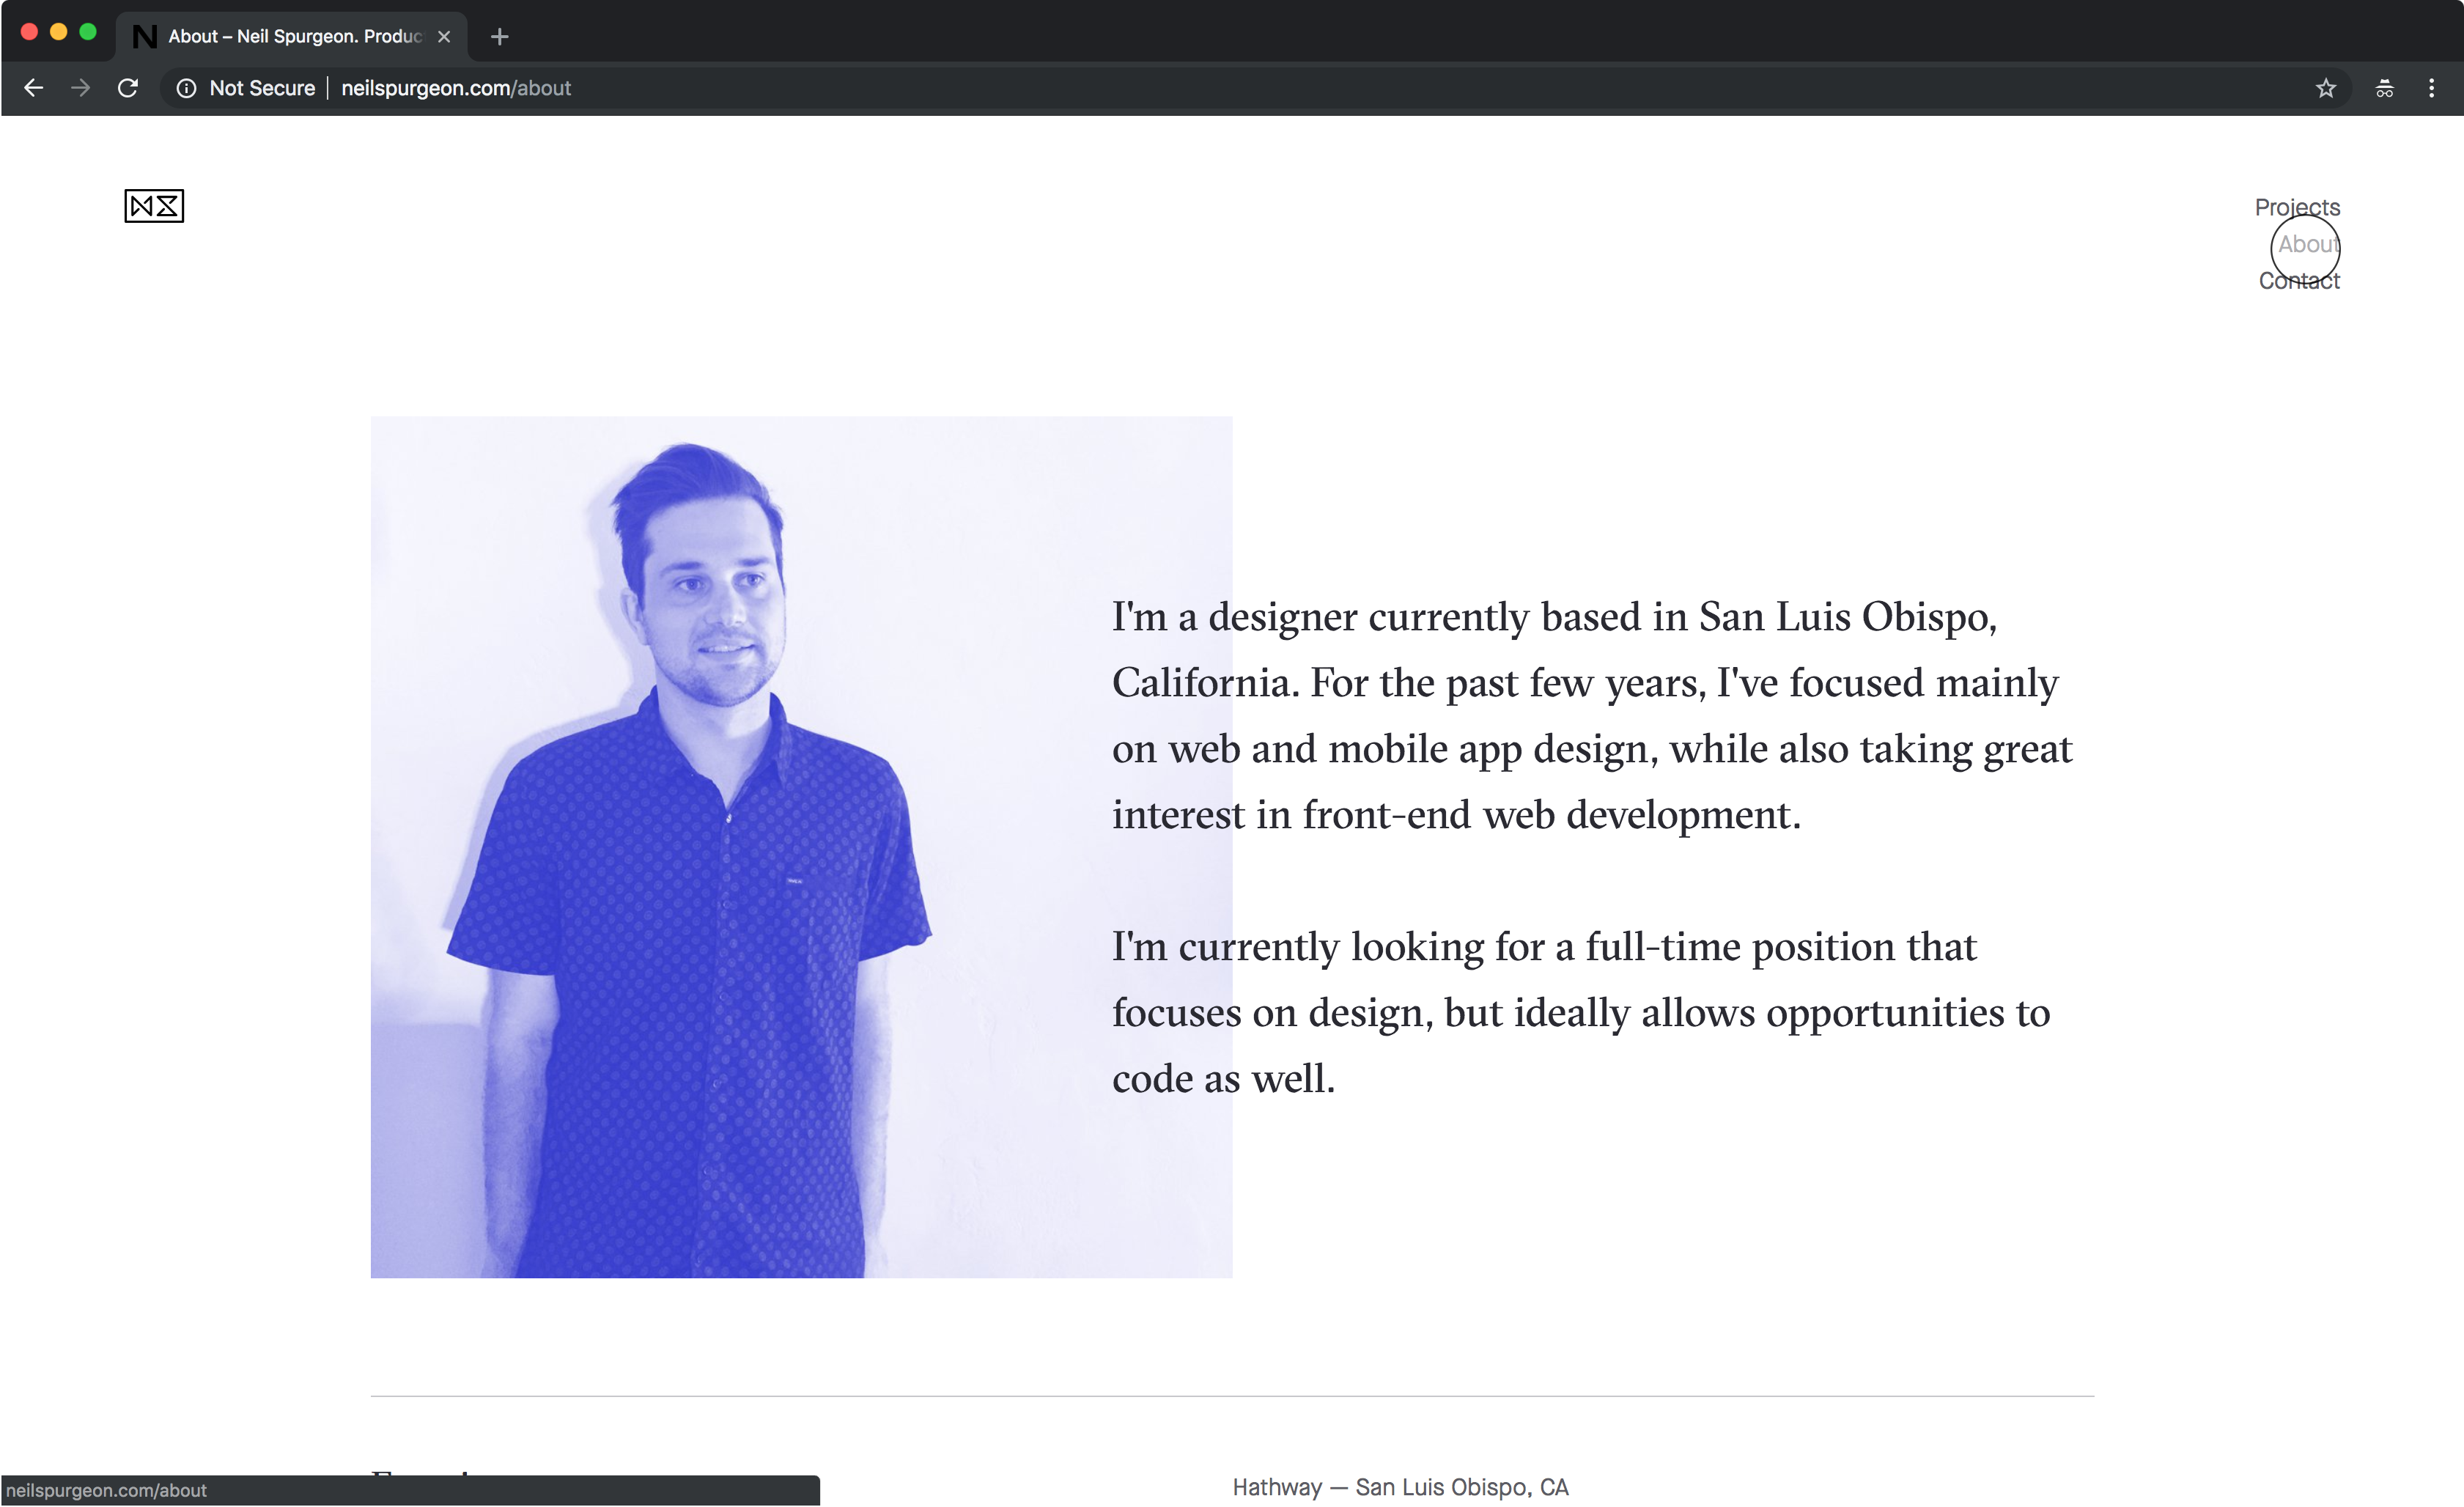 About – Neil Spurgeon. Produc
Not Secure
neilspurgeon.com/about
Projects
About
Contact
I'm a designer currently based in San Luis Obispo,
California. For the past few years, I've focused mainly
on web and mobile app design, while also taking great
interest in front-end web development.
I'm currently looking for a full-time position that
focuses on design, but ideally allows opportunities to
code as well.
Hathway — San Luis Obispo, CA
neilspurgeon.com/about